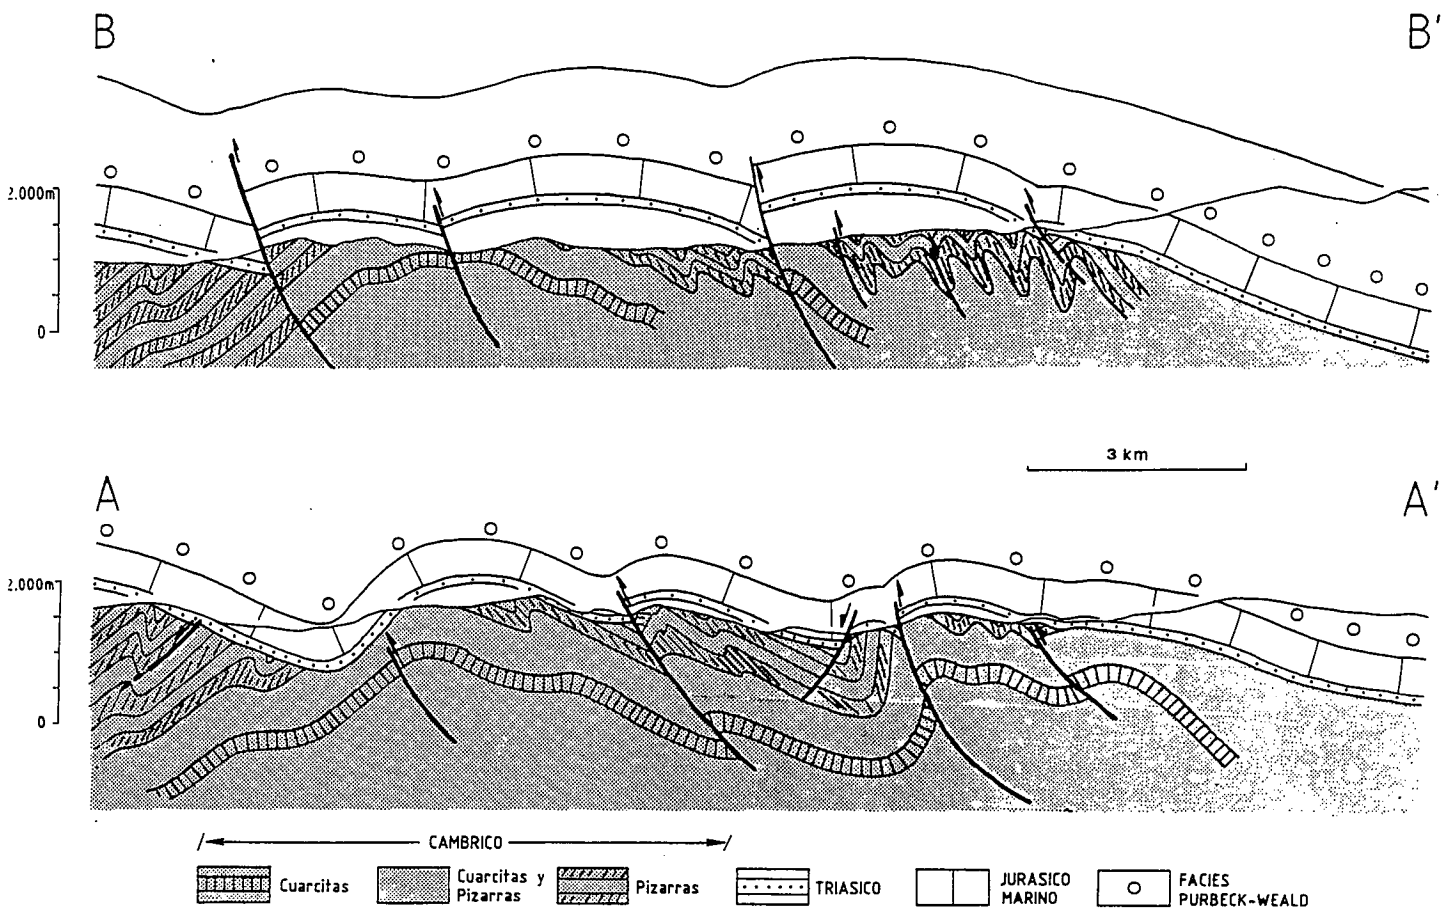 B B'
2.000m
0
3 km
A A'
2.000m
0
CAMBRICO
Cuarcitas
Cuarcitas y
Pizarras
Pizarras
TRIASICO
JURASICO
MARINO
FACIES
PURBECK-WEALD